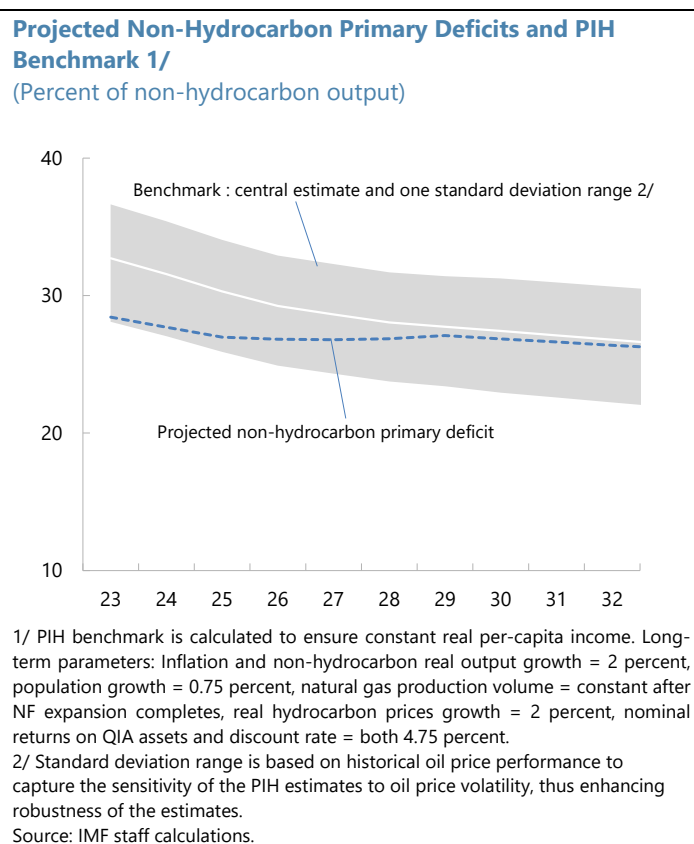 Projected Non-Hydrocarbon Primary Deficits and PIH
Benchmark 1/
(Percent of non-hydrocarbon output)
40
Benchmark : central estimate and one standard deviation range 2/
30
Projected non-hydrocarbon primary deficit
20
10
23 24 25 26 27 28 29 30 31 32
1/ PIH benchmark is calculated to ensure constant real per-capita income. Long-
term parameters: Inflation and non-hydrocarbon real output growth = 2 percent,
population growth = 0.75 percent, natural gas production volume = constant after
NF expansion completes, real hydrocarbon prices growth = 2 percent, nominal
returns on QIA assets and discount rate = both 4.75 percent.
2/ Standard deviation range is based on historical oil price performance to
capture the sensitivity of the PIH estimates to oil price volatility, thus enhancing
robustness of the estimates.
Source: IMF staff calculations.